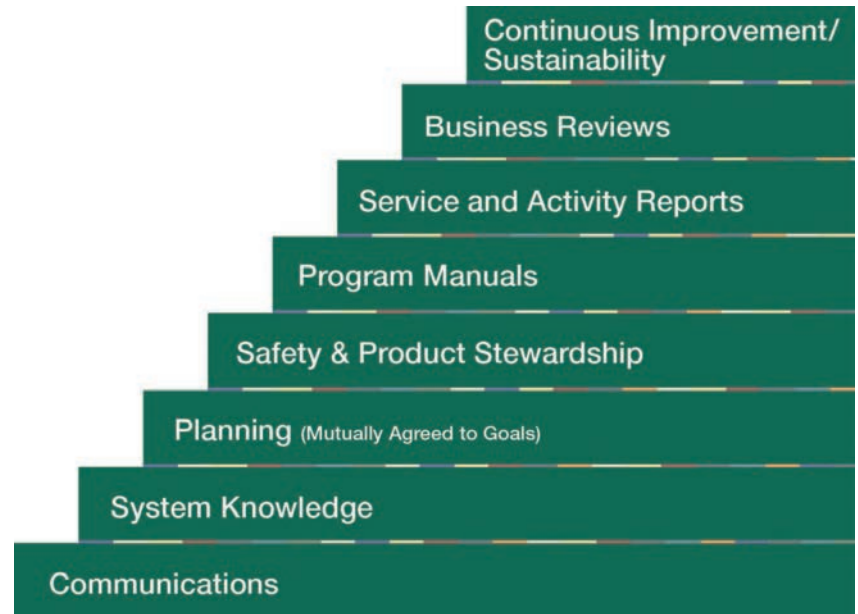 Continuous Improvement/
Sustainability
Business Reviews
Service and Activity Reports
Program Manuals
Safety & Product Stewardship
Planning (Mutually Agreed to Goals)
System Knowledge
Communications